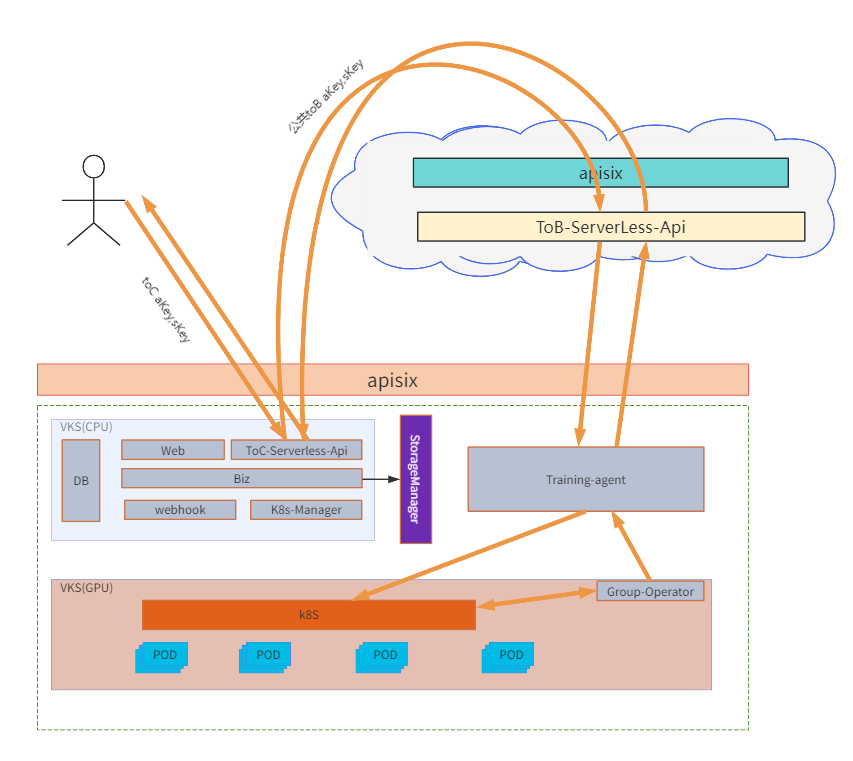 公共toB aKey,sKey
apisix
ToB-ServerLess-Api
toC aKey,sKey
apisix
VKS(CPU)
DB
Web
ToC-Serverless-Api
Biz
webhook
K8s-Manager
StorageManager
Training-agent
VKS(GPU)
Group-Operator
k8S
POD
POD
POD
POD